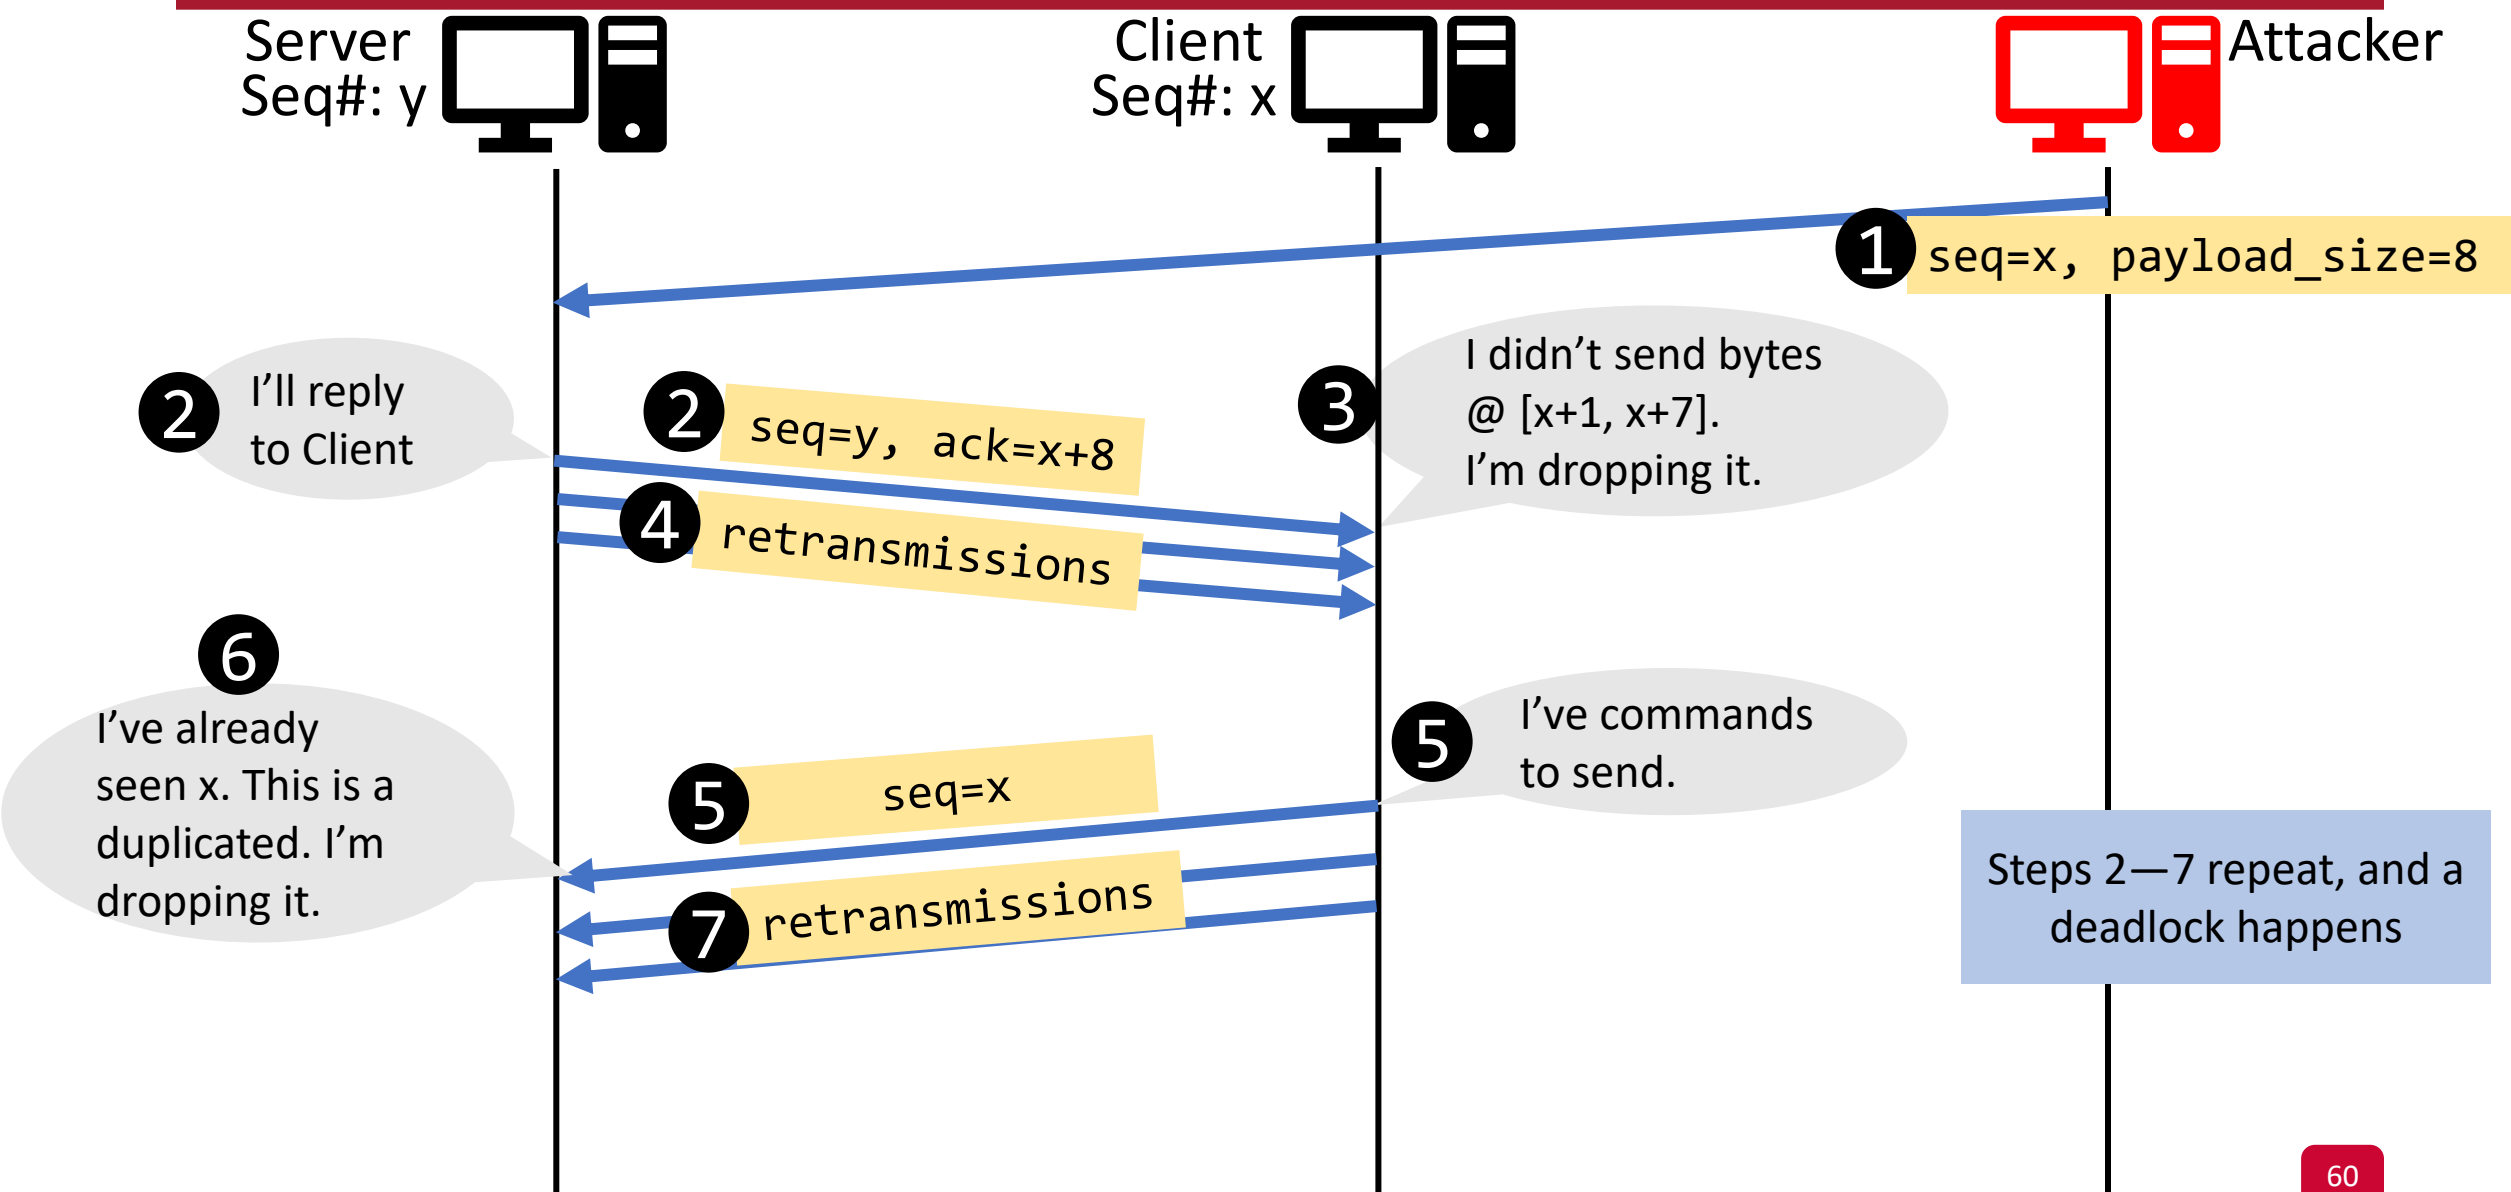 Server
Seq#: y
Client
Seq#: x
Attacker
1
seq=x, payload_size=8
2
I'll reply
to Client
2
seq=y, ack=x+8
3
I didn't send bytes
@ [x+1, x+7].
I'm dropping it.
4
retransmissions
6
I've already
seen x. This is a
duplicated. I'm
dropping it.
5
I've commands
to send.
5
seq=x
7
retransmissions
Steps 2—7 repeat, and a
deadlock happens
60